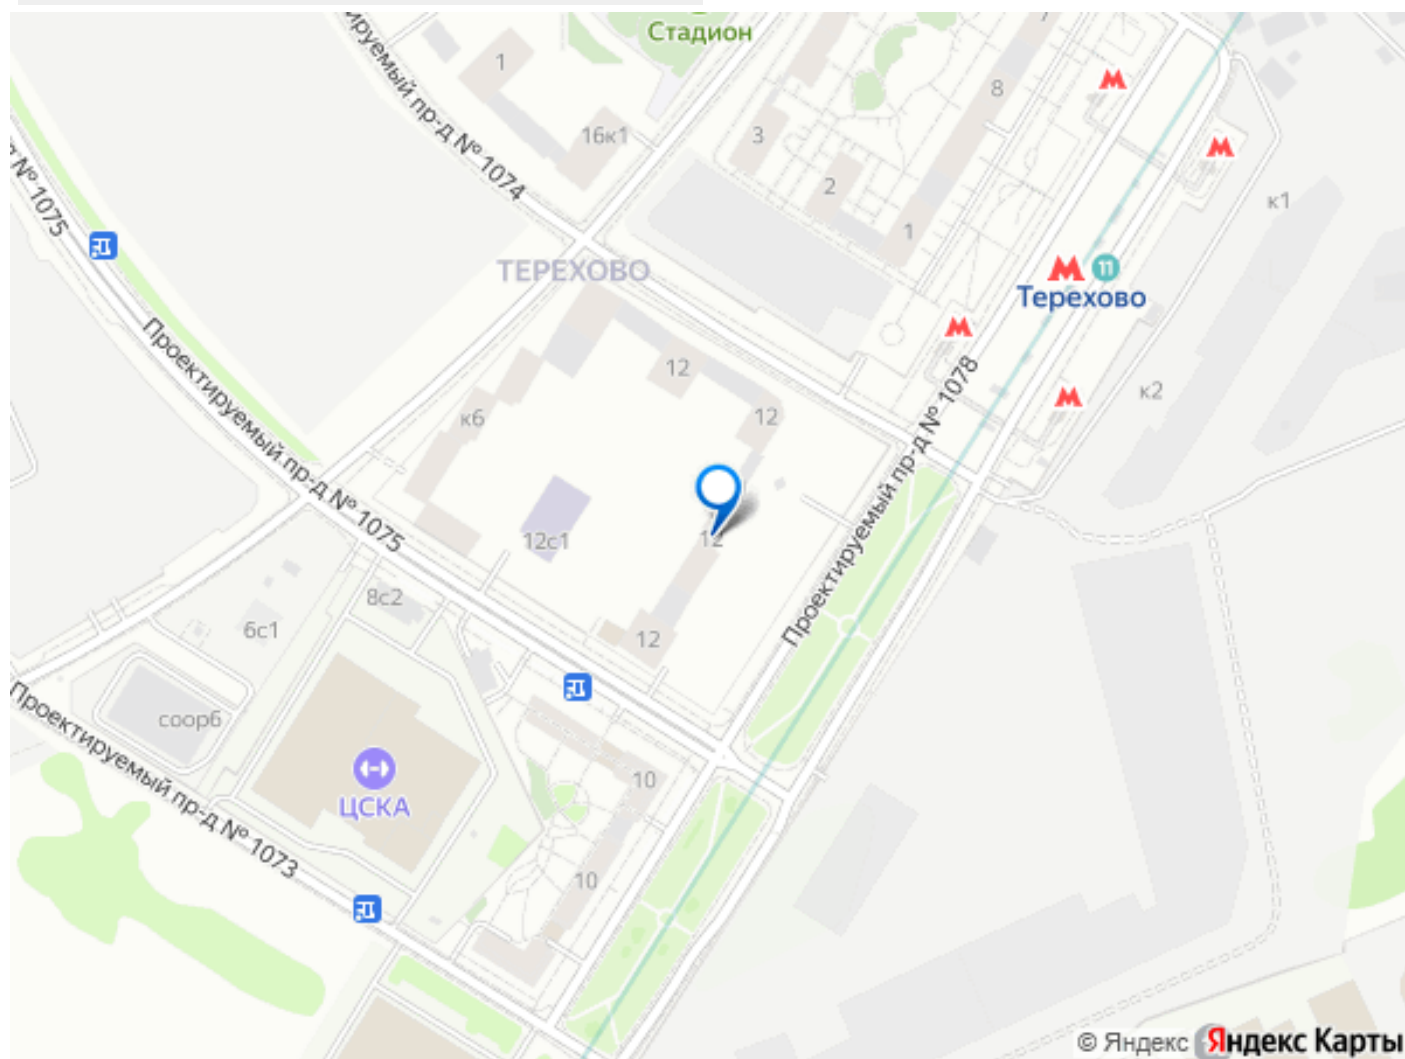 Стадион
ируемый пр-д № 1074
1
16к1
3
2
8
1
М
М
к1
д № 1075
ТЕРЕХОВО
М 11
Терехово
М
М
к2
Проектируемый пр-д № 1078
Проектируемый пр-д № 1075
12
12
к6
12с1
12
8с2
6с1
12
соор6
Проектируемый пр-д № 1073
ЦСКА
10
10
© Яндекс Яндекс Карты